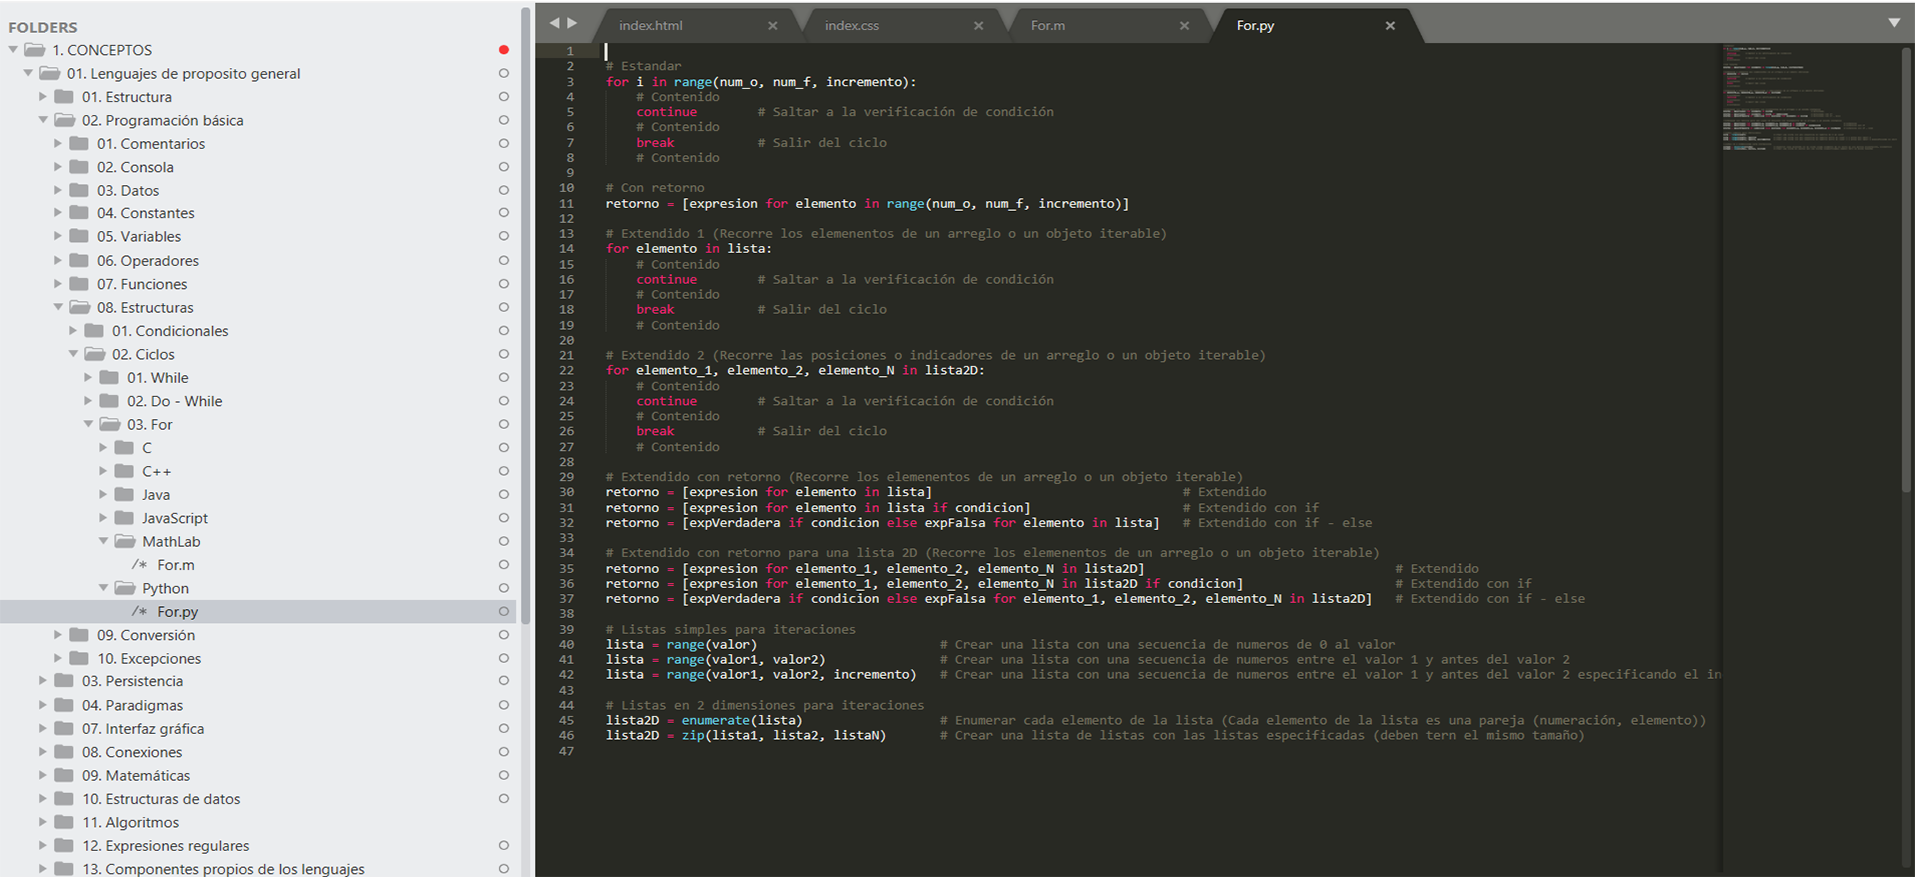 FOLDERS
1. CONCEPTOS
01. Lenguajes de proposito general
01. Estructura
02. Programación básica
01. Comentarios
02. Consola
03. Datos
04. Constantes
05. Variables
06. Operadores
07. Funciones
08. Estructuras
01. Condicionales
02. Ciclos
01. While
02. Do - While
03. For
C
C++
Java
JavaScript
MathLab
/* For.m
Python
/* For.py
09. Conversión
10. Excepciones
03. Persistencia
04. Paradigmas
07. Interfaz gráfica
08. Conexiones
09. Matemáticas
10. Estructuras de datos
11. Algoritmos
12. Expresiones regulares
13. Componentes propios de los lenguajes
index.html × index.css × For.m × For.py ×
1
2 # Estandar
3 for i in range(num_o, num_f, incremento):
4 # Contenido
5 continue # Saltar a la verificación de condición
6 # Contenido
7 break # Salir del ciclo
8 # Contenido
9
10 # Con retorno
11 retorno = [expresion for elemento in range(num_o, num_f, incremento)]
12
13 # Extendido 1 (Recorre los elemenentos de un arreglo o un objeto iterable)
14 for elemento in lista:
15 # Contenido
16 continue # Saltar a la verificación de condición
17 # Contenido
18 break # Salir del ciclo
19 # Contenido
20
21 # Extendido 2 (Recorre las posiciones o indicadores de un arreglo o un objeto iterable)
22 for elemento_1, elemento_2, elemento_N in lista2D:
23 # Contenido
24 continue # Saltar a la verificación de condición
25 # Contenido
26 break # Salir del ciclo
27 # Contenido
28
29 # Extendido con retorno (Recorre los elemenentos de un arreglo o un objeto iterable)
30 retorno = [expresion for elemento in lista] # Extendido
31 retorno = [expresion for elemento in lista if condicion] # Extendido con if
32 retorno = [expVerdadera if condicion else expFalsa for elemento in lista] # Extendido con if - else
33
34 # Extendido con retorno para una lista 2D (Recorre los elemenentos de un arreglo o un objeto iterable)
35 retorno = [expresion for elemento_1, elemento_2, elemento_N in lista2D] # Extendido
36 retorno = [expresion for elemento_1, elemento_2, elemento_N in lista2D if condicion] # Extendido con if
37 retorno = [expVerdadera if condicion else expFalsa for elemento_1, elemento_2, elemento_N in lista2D] # Extendido con if - else
38
39 # Listas simples para iteraciones
40 lista = range(valor) # Crear una lista con una secuencia de numeros de 0 al valor
41 lista = range(valor1, valor2) # Crear una lista con una secuencia de numeros entre el valor 1 y antes del valor 2
42 lista = range(valor1, valor2, incremento) # Crear una lista con una secuencia de numeros entre el valor 1 y antes del valor 2 especificando el in
43
44 # Listas en 2 dimensiones para iteraciones
45 lista2D = enumerate(lista) # Enumerar cada elemento de la lista (Cada elemento de la lista es una pareja (numeración, elemento))
46 lista2D = zip(lista1, lista2, listaN) # Crear una lista de listas con las listas especificadas (deben tern el mismo tamaño)
47